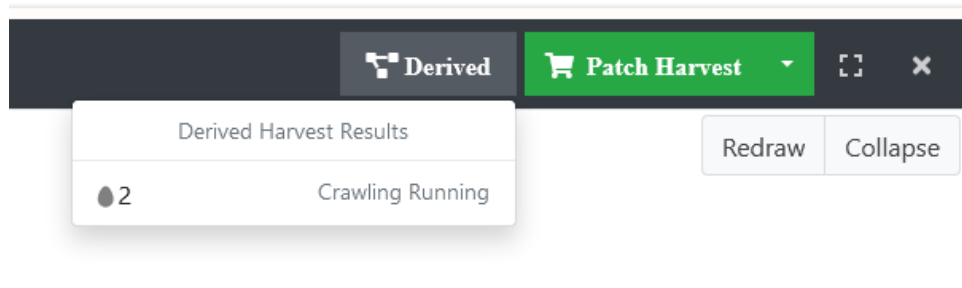 Derived
Patch Harvest
Derived Harvest Results
Redraw
Collapse
2
Crawling Running